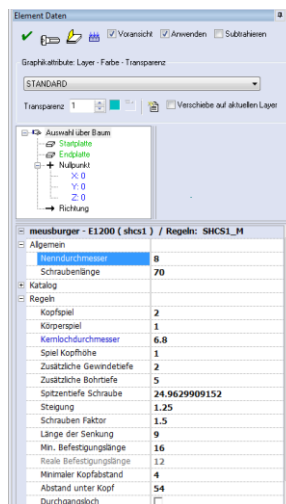 Element Daten
Voransicht Anwenden Subtrahieren
Graphikattribute: Layer - Farbe - Transparenz
STANDARD
Transparenz 1 Verschiebe auf aktuellen Layer
Auswahl über Baum
Startplatte
Endplatte
Nullpunkt
X: 0
Y: 0
Z: 0
Richtung
meusburger - E1200 ( shcs1 ) / Regeln: SHCS1_M
Allgemein
Nenndurchmesser 8
Schraubenlänge 70
Katalog
Regeln
Kopfspiel 2
Körperspiel 1
Kernlochdurchmesser 6.8
Spiel Kopfhöhe 1
Zusätzliche Gewindetiefe 2
Zusätzliche Bohrtiefe 5
Spitzentiefe Schraube 24.9629909152
Steigung 1.25
Schrauben Faktor 1.5
Länge der Senkung 9
Min. Befestigungslänge 16
Reale Befestigungslänge 12
Minimaler Kopfabstand 4
Abstand unter Kopf 54
Durchgangsloch